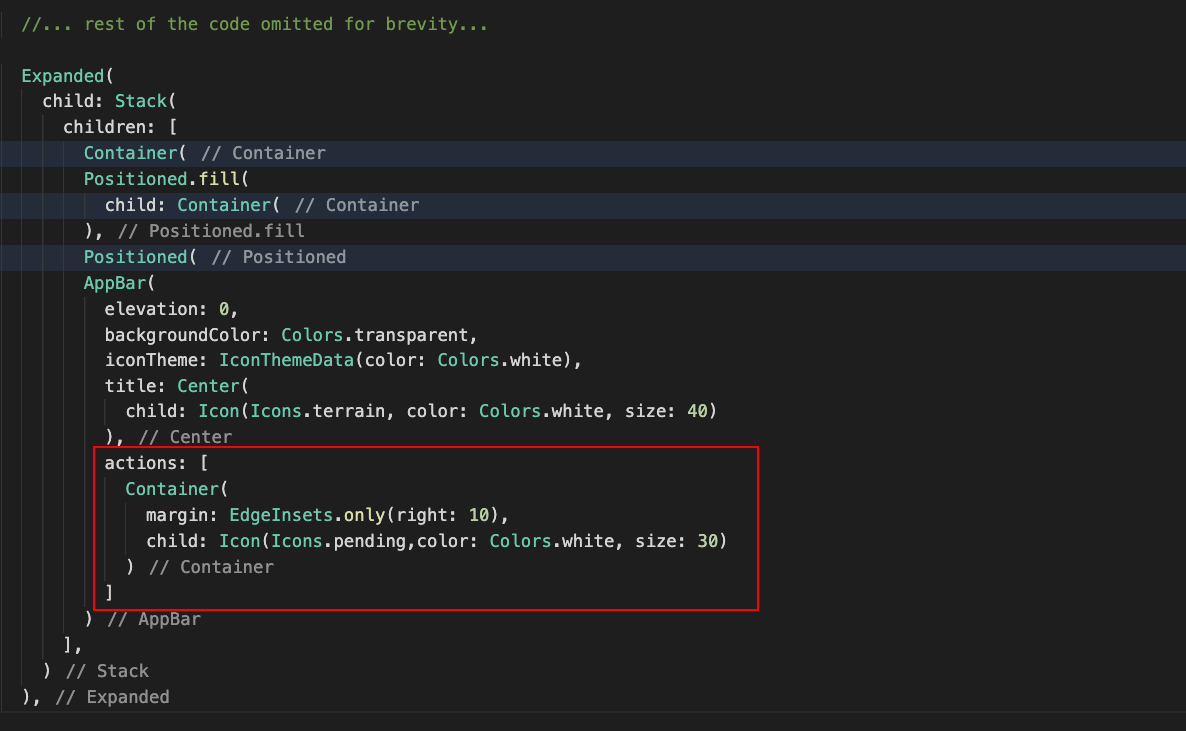 //... rest of the code omitted for brevity...
Expanded(
child: Stack(
children: [
Container( // Container
Positioned.fill(
child: Container( // Container
), // Positioned.fill
Positioned( // Positioned
AppBar(
elevation: 0,
backgroundColor: Colors.transparent,
iconTheme: IconThemeData(color: Colors.white),
title: Center(
child: Icon(Icons.terrain, color: Colors.white, size: 40)
), // Center
actions: [
Container(
margin: EdgeInsets.only(right: 10),
child: Icon(Icons.pending,color: Colors.white, size: 30)
) // Container
]
) // AppBar
],
) // Stack
), // Expanded